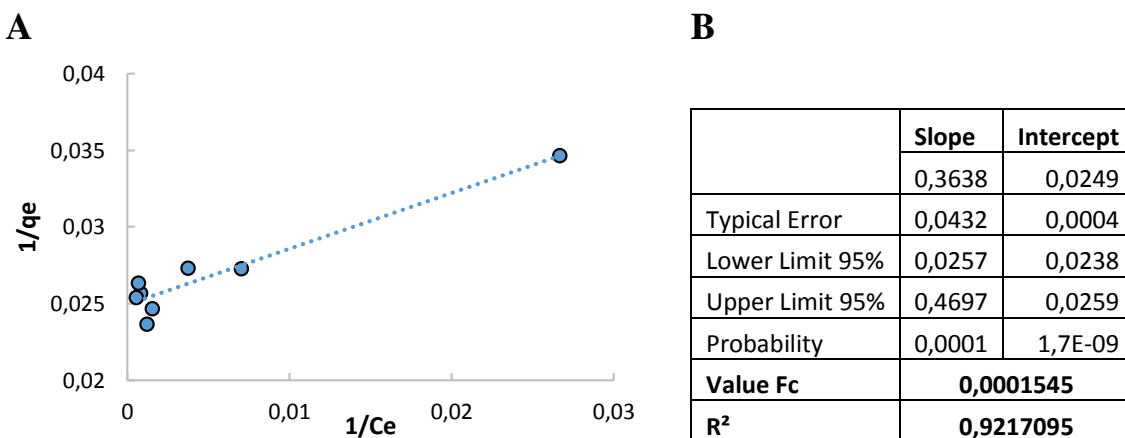 A
B
0,04
0,035
0,03
0,025
0,02
1/qe
0 0,01 0,02 0,03
1/Ce
Slope Intercept
0,3638 0,0249
Typical Error 0,0432 0,0004
Lower Limit 95% 0,0257 0,0238
Upper Limit 95% 0,4697 0,0259
Probability 0,0001 1,7E-09
Value Fc 0,0001545
R² 0,9217095